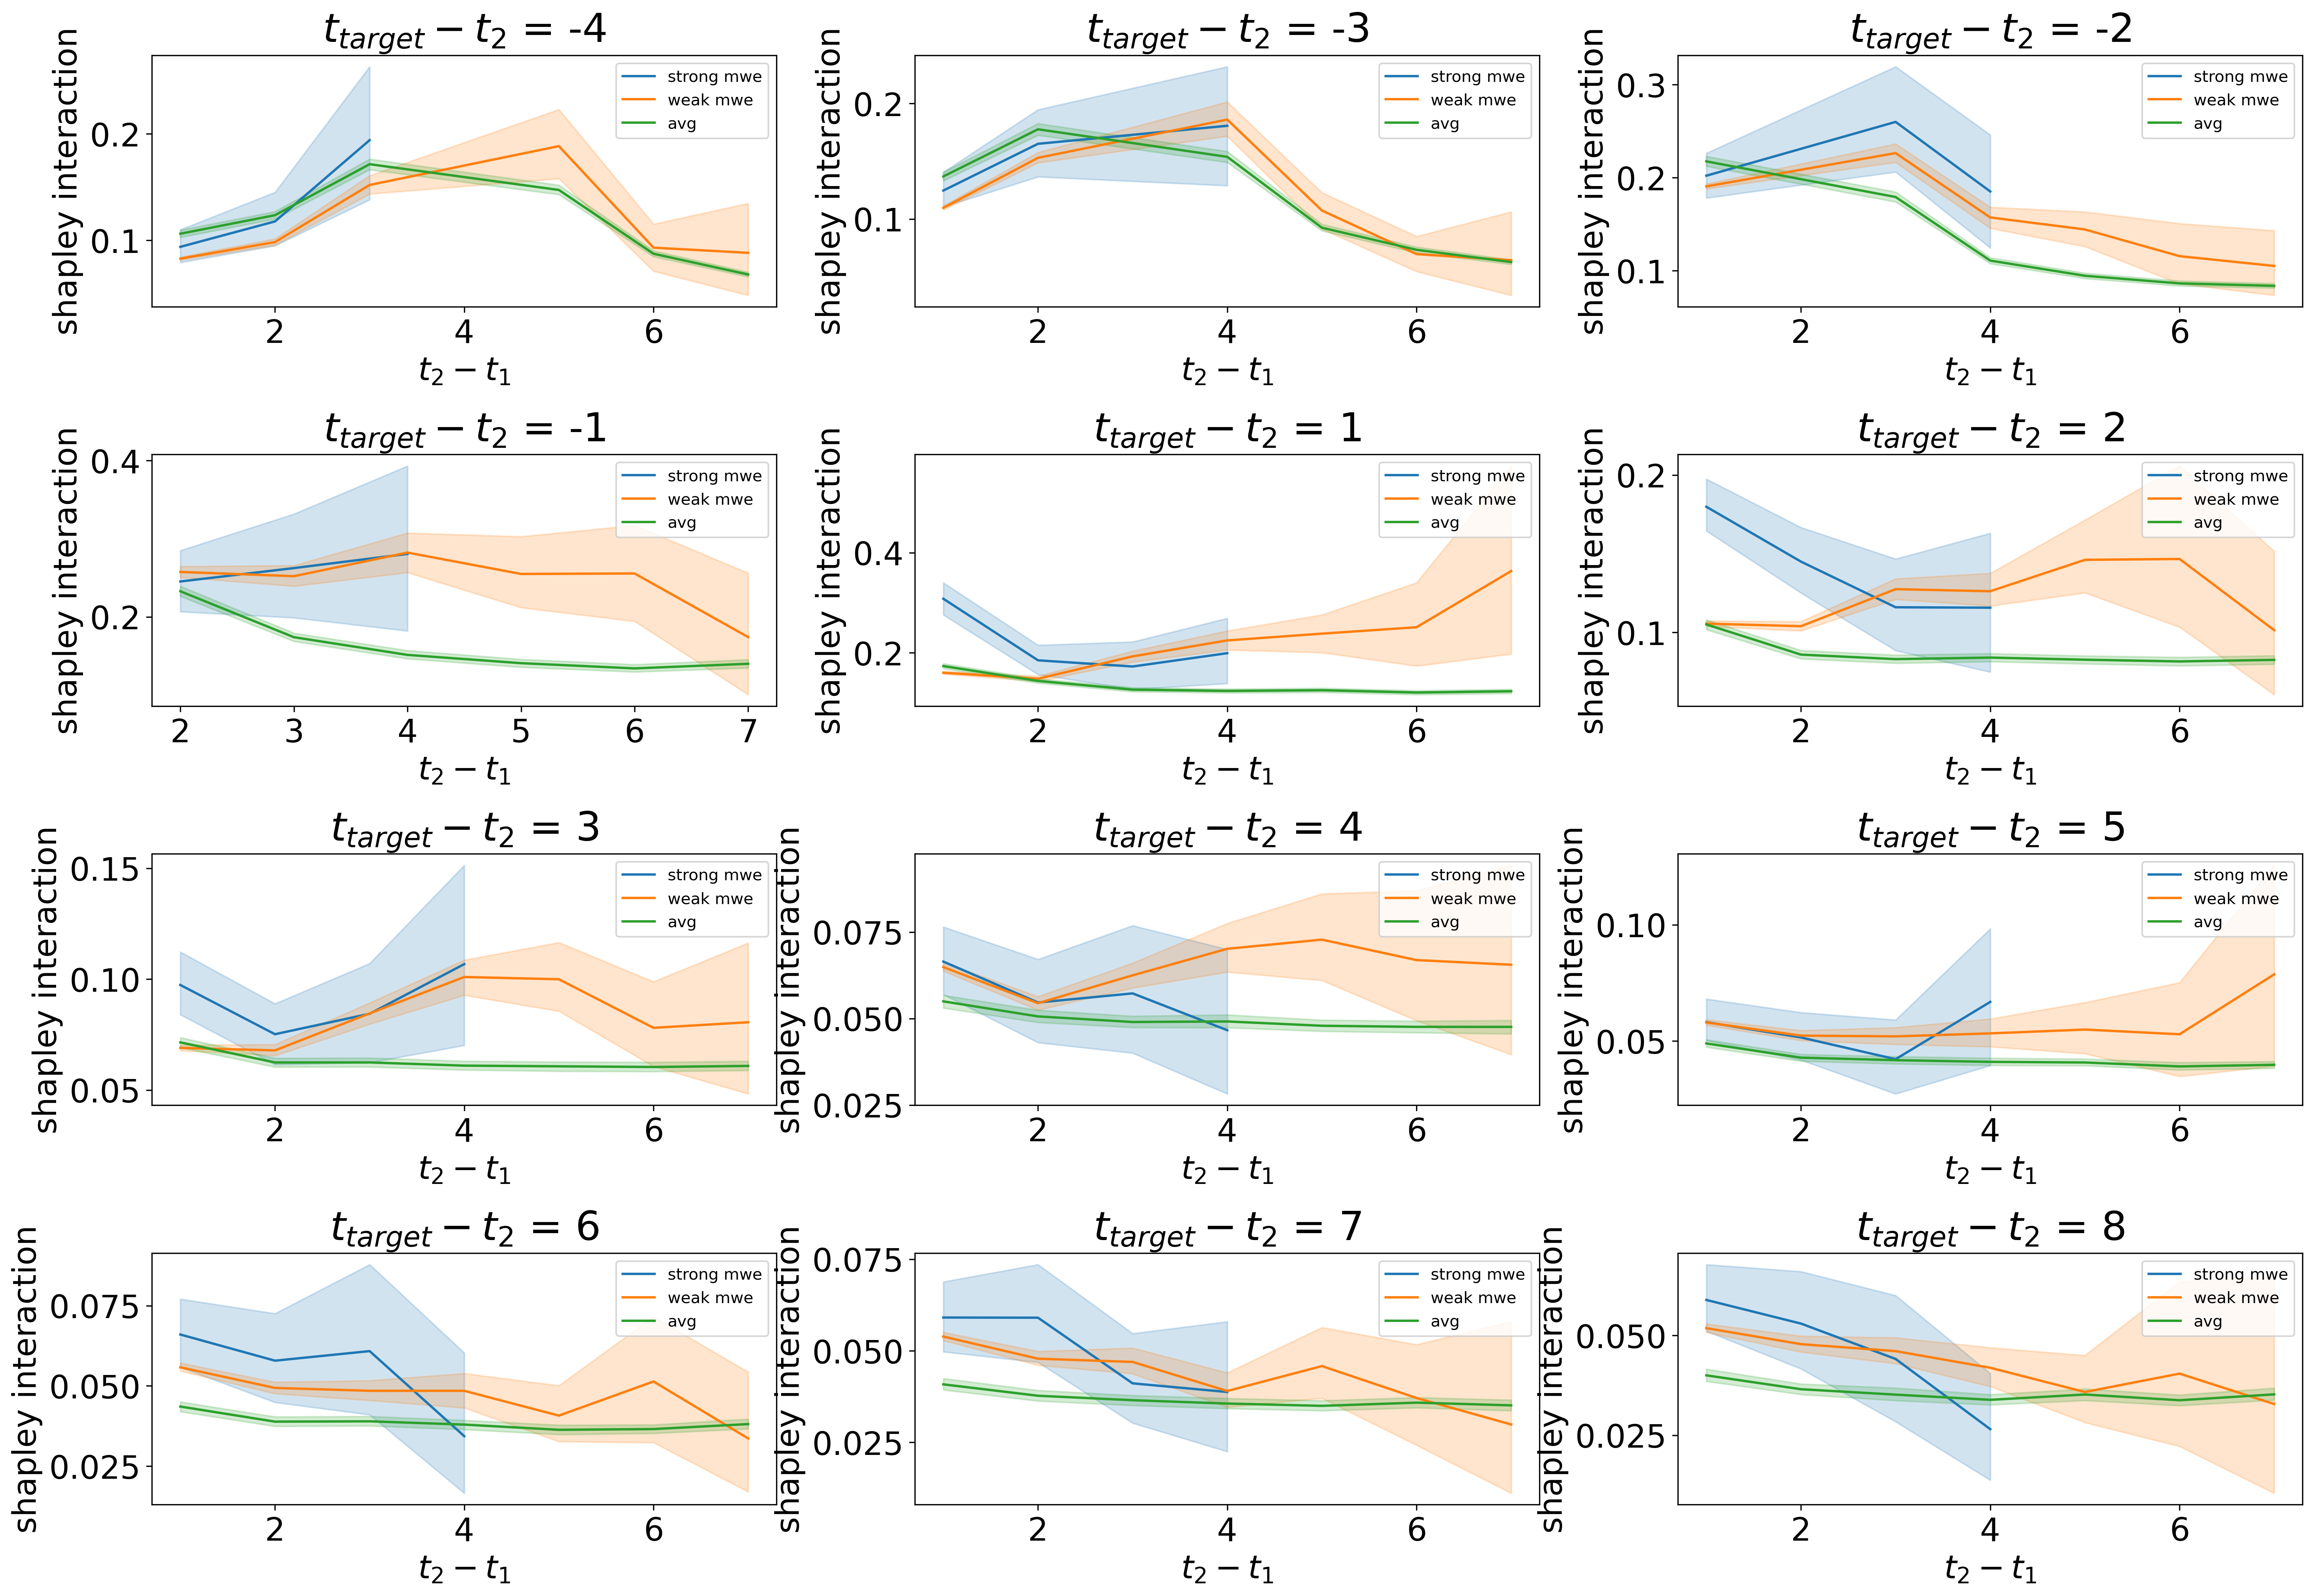 t_target − t_2 = -4
shapley interaction
0.2
0.1
strong mwe
weak mwe
avg
2 4 6
t_2 − t_1
t_target − t_2 = -3
shapley interaction
0.2
0.1
strong mwe
weak mwe
avg
2 4 6
t_2 − t_1
t_target − t_2 = -2
shapley interaction
0.3
0.2
0.1
strong mwe
weak mwe
avg
2 4 6
t_2 − t_1
t_target − t_2 = -1
shapley interaction
0.4
0.2
strong mwe
weak mwe
avg
2 3 4 5 6 7
t_2 − t_1
t_target − t_2 = 1
shapley interaction
0.4
0.2
strong mwe
weak mwe
avg
2 4 6
t_2 − t_1
t_target − t_2 = 2
shapley interaction
0.2
0.1
strong mwe
weak mwe
avg
2 4 6
t_2 − t_1
t_target − t_2 = 3
shapley interaction
0.15
0.10
0.05
strong mwe
weak mwe
avg
2 4 6
t_2 − t_1
t_target − t_2 = 4
shapley interaction
0.075
0.050
0.025
strong mwe
weak mwe
avg
2 4 6
t_2 − t_1
t_target − t_2 = 5
shapley interaction
0.10
0.05
strong mwe
weak mwe
avg
2 4 6
t_2 − t_1
t_target − t_2 = 6
shapley interaction
0.075
0.050
0.025
strong mwe
weak mwe
avg
2 4 6
t_2 − t_1
t_target − t_2 = 7
shapley interaction
0.075
0.050
0.025
strong mwe
weak mwe
avg
2 4 6
t_2 − t_1
t_target − t_2 = 8
shapley interaction
0.050
0.025
strong mwe
weak mwe
avg
2 4 6
t_2 − t_1